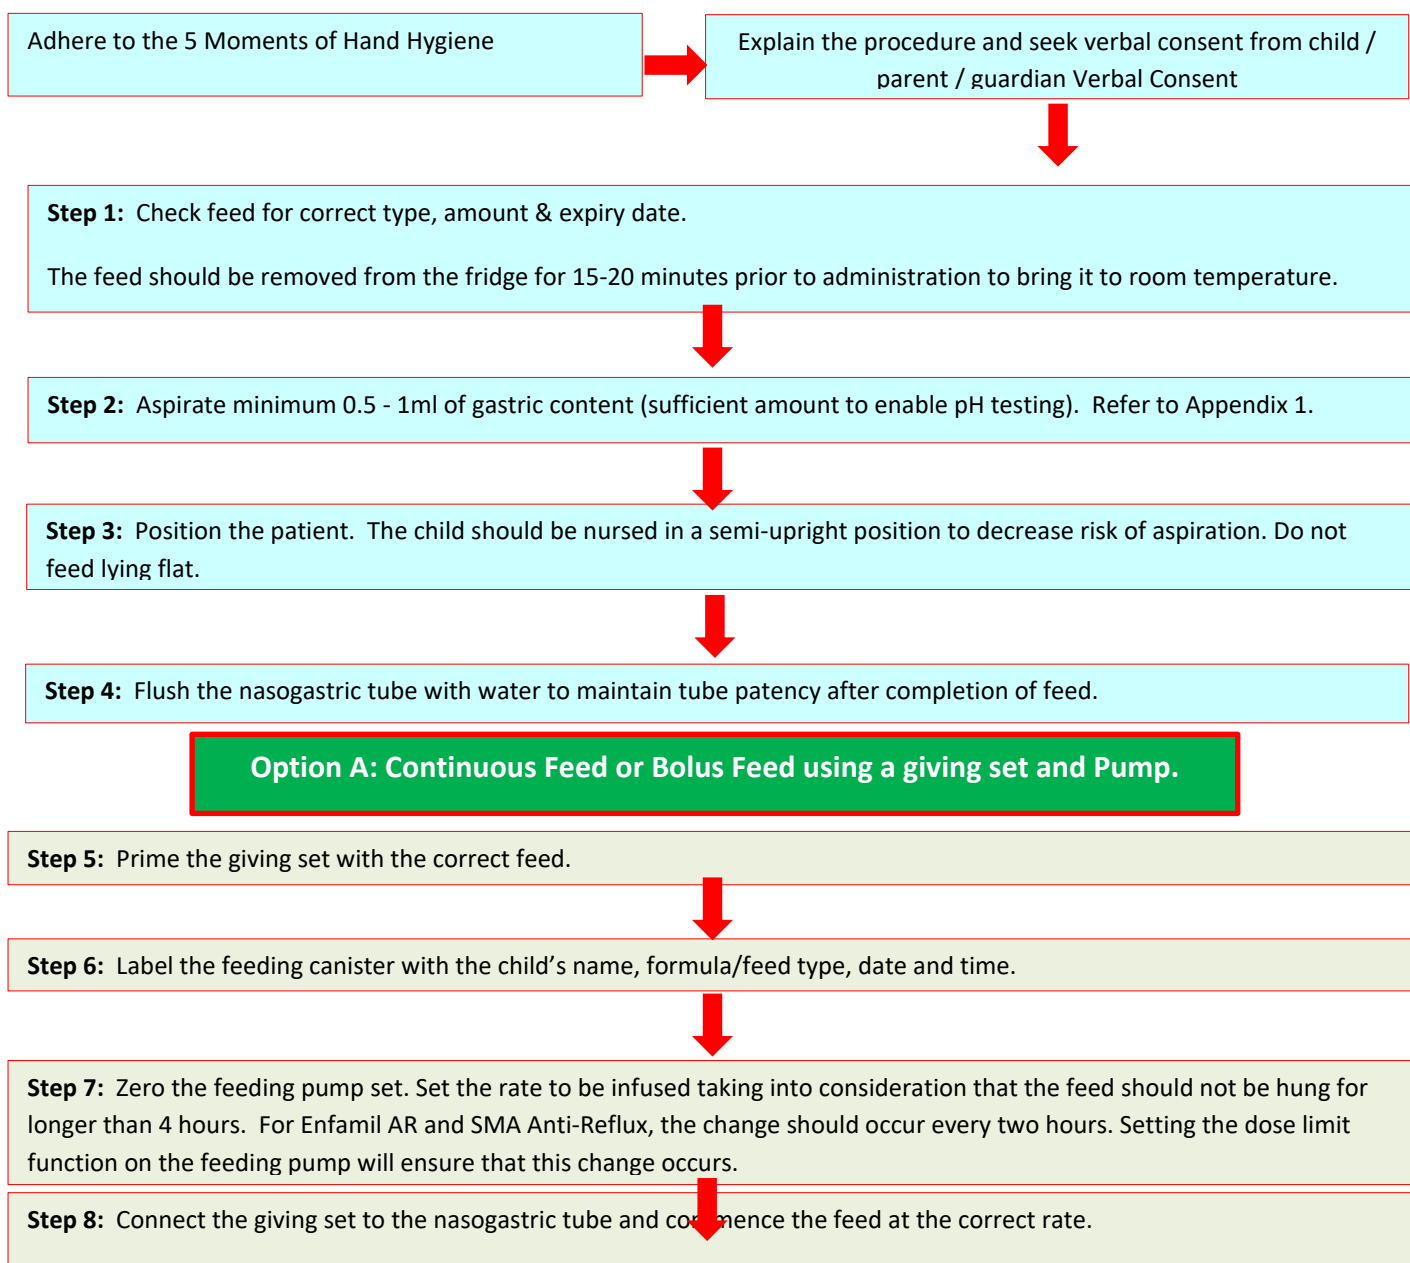 Adhere to the 5 Moments of Hand Hygiene
Explain the procedure and seek verbal consent from child /
parent / guardian Verbal Consent
Step 1: Check feed for correct type, amount & expiry date.
The feed should be removed from the fridge for 15-20 minutes prior to administration to bring it to room temperature.
Step 2: Aspirate minimum 0.5 - 1ml of gastric content (sufficient amount to enable pH testing). Refer to Appendix 1.
Step 3: Position the patient. The child should be nursed in a semi-upright position to decrease risk of aspiration. Do not
feed lying flat.
Step 4: Flush the nasogastric tube with water to maintain tube patency after completion of feed.
Option A: Continuous Feed or Bolus Feed using a giving set and Pump.
Step 5: Prime the giving set with the correct feed.
Step 6: Label the feeding canister with the child’s name, formula/feed type, date and time.
Step 7: Zero the feeding pump set. Set the rate to be infused taking into consideration that the feed should not be hung for
longer than 4 hours. For Enfamil AR and SMA Anti-Reflux, the change should occur every two hours. Setting the dose limit
function on the feeding pump will ensure that this change occurs.
Step 8: Connect the giving set to the nasogastric tube and commence the feed at the correct rate.